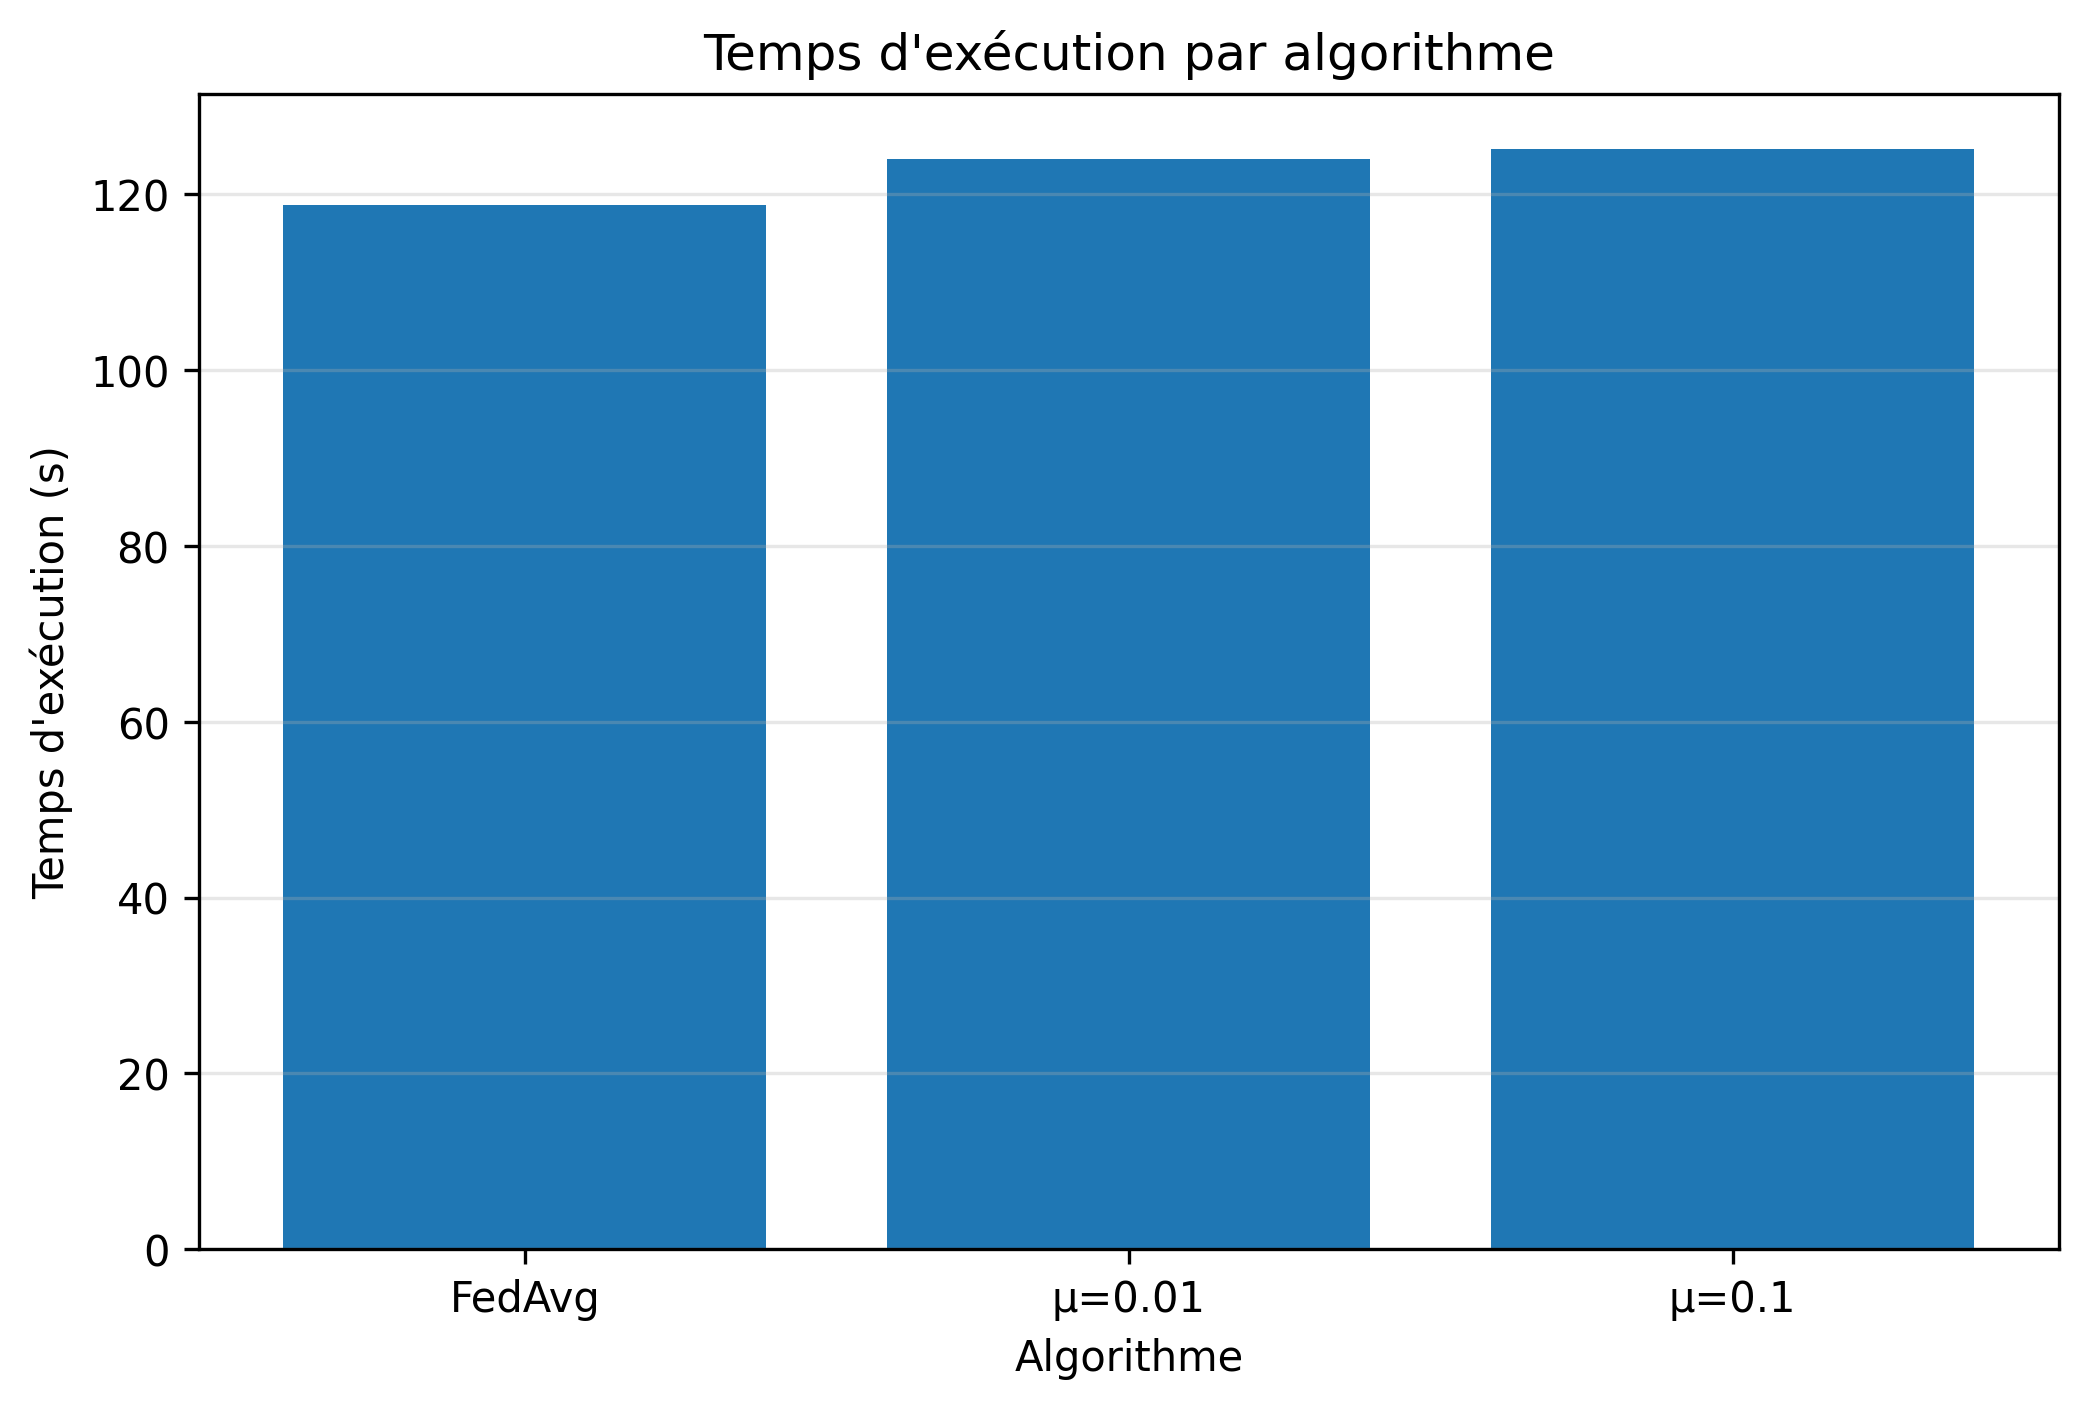 Temps d'exécution par algorithme
Temps d'exécution (s)
120
100
80
60
40
20
0
FedAvg
μ=0.01
μ=0.1
Algorithme